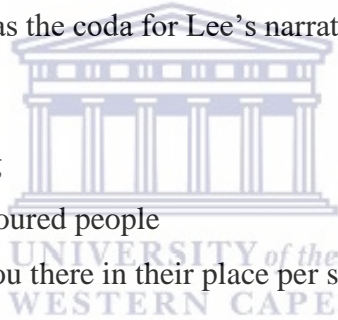 as the coda for Lee's narrat
oured people
UNIVERSITY of the
ou there in their place per s
WESTERN CAPE